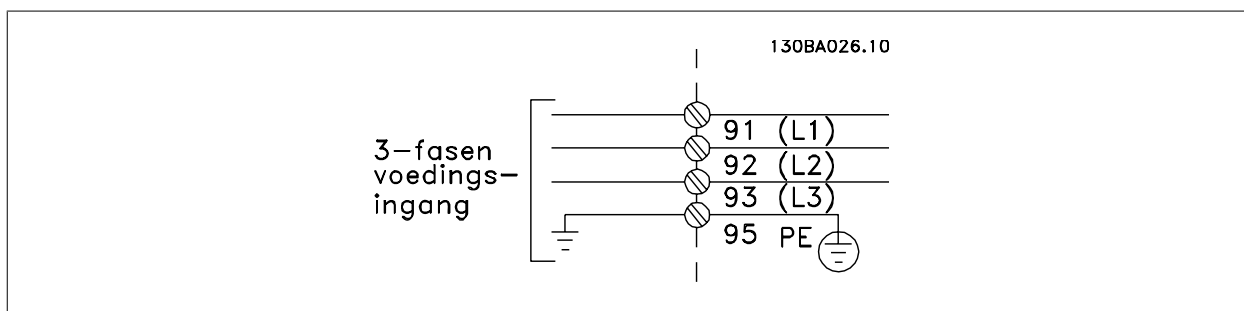 130BA026.10
3-fasen
voedings-
ingang
91 (L1)
92 (L2)
93 (L3)
95 PE